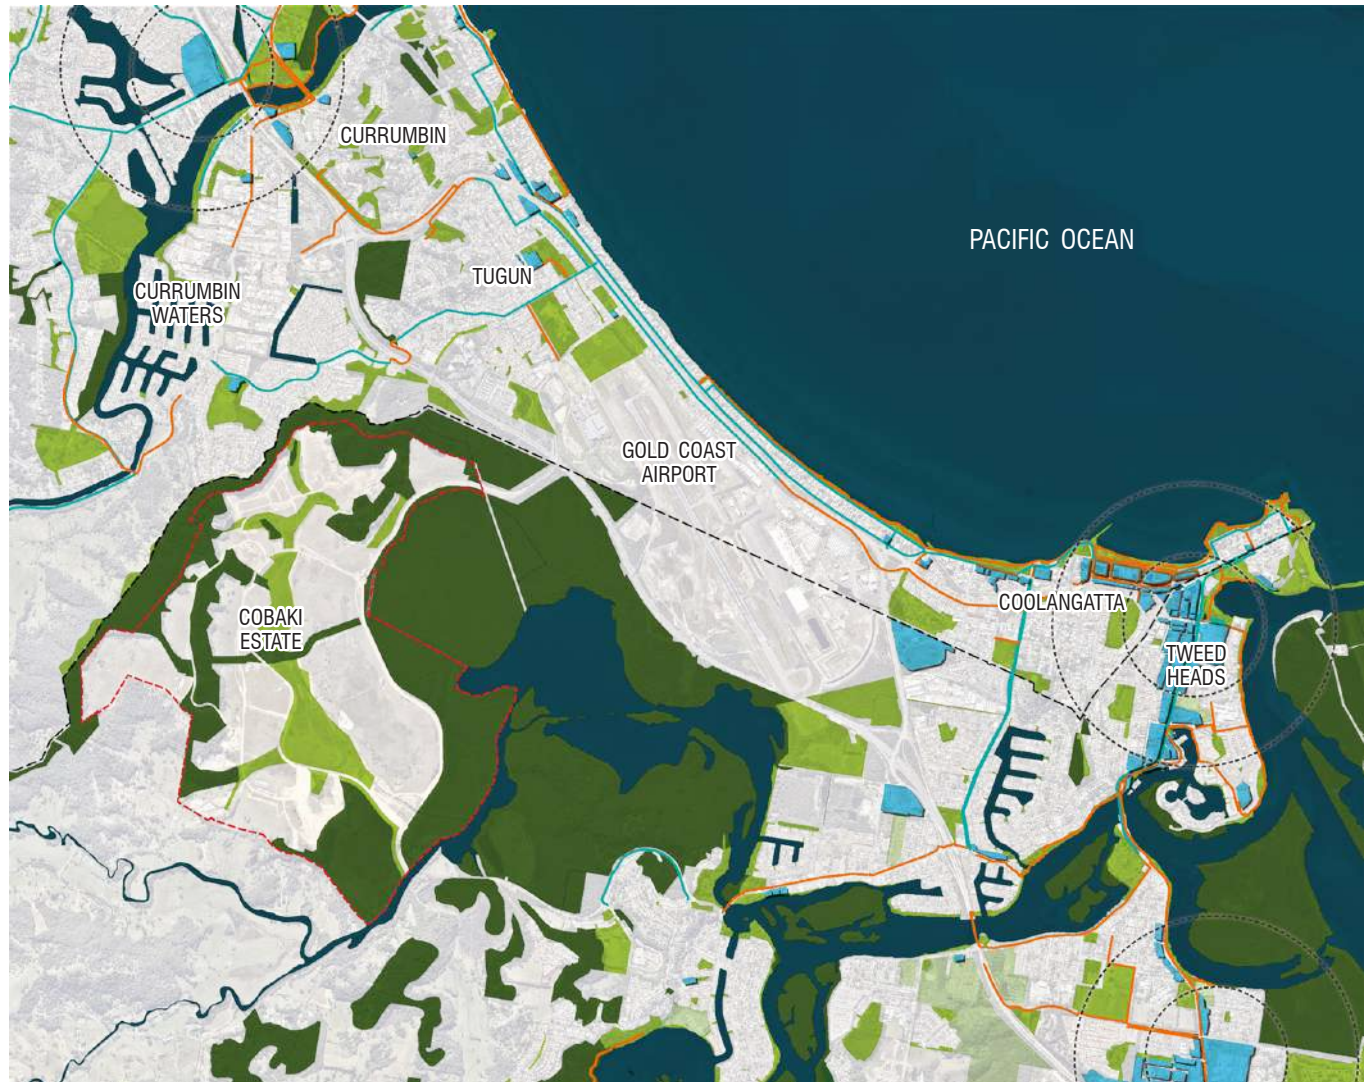 CURRUMBIN
PACIFIC OCEAN
TUGUN
CURRUMBIN
WATERS
GOLD COAST
AIRPORT
COOLANGATTA
COBAKI
ESTATE
TWEED
HEADS